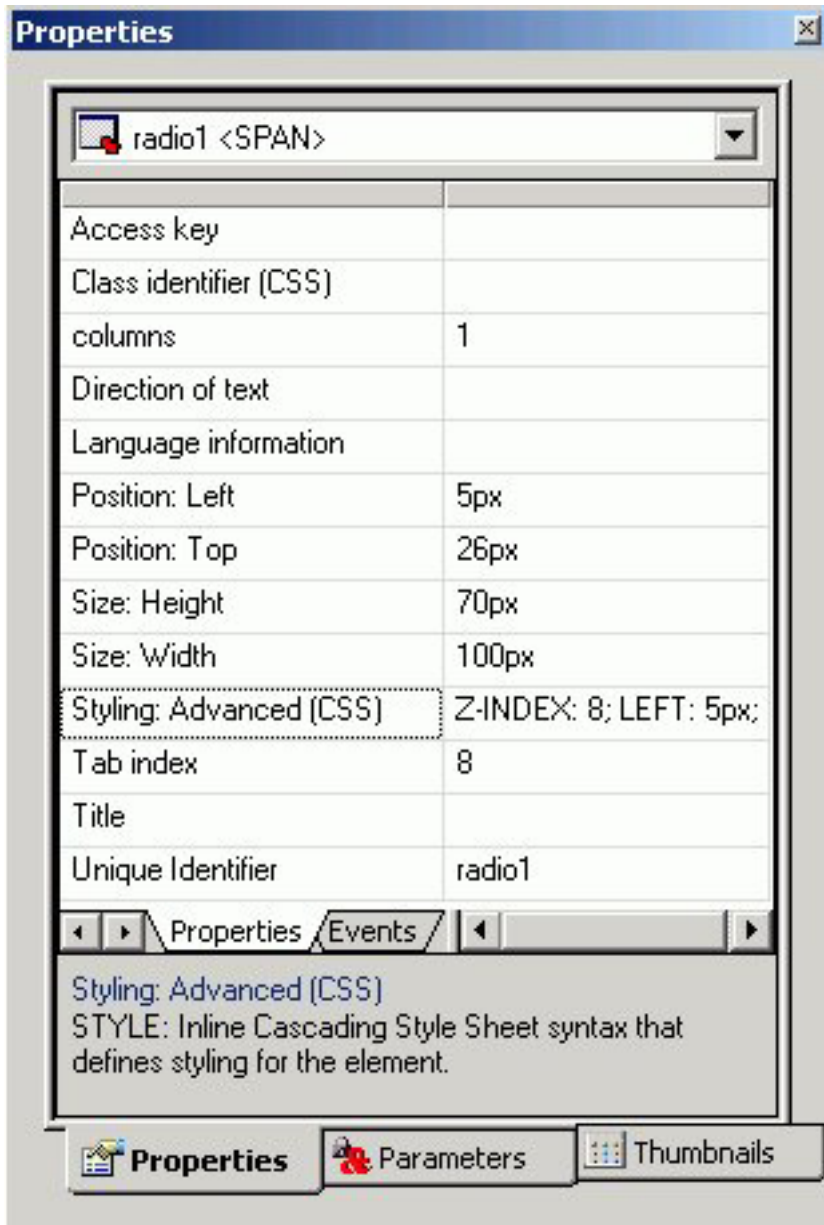 Properties
radio1 <SPAN>
Access key
Class identifier (CSS)
columns 1
Direction of text
Language information
Position: Left 5px
Position: Top 26px
Size: Height 70px
Size: Width 100px
Styling: Advanced (CSS) Z-INDEX: 8; LEFT: 5px;
Tab index 8
Title
Unique Identifier radio1
Properties Events
Styling: Advanced (CSS)
STYLE: Inline Cascading Style Sheet syntax that
defines styling for the element.
Properties Parameters Thumbnails